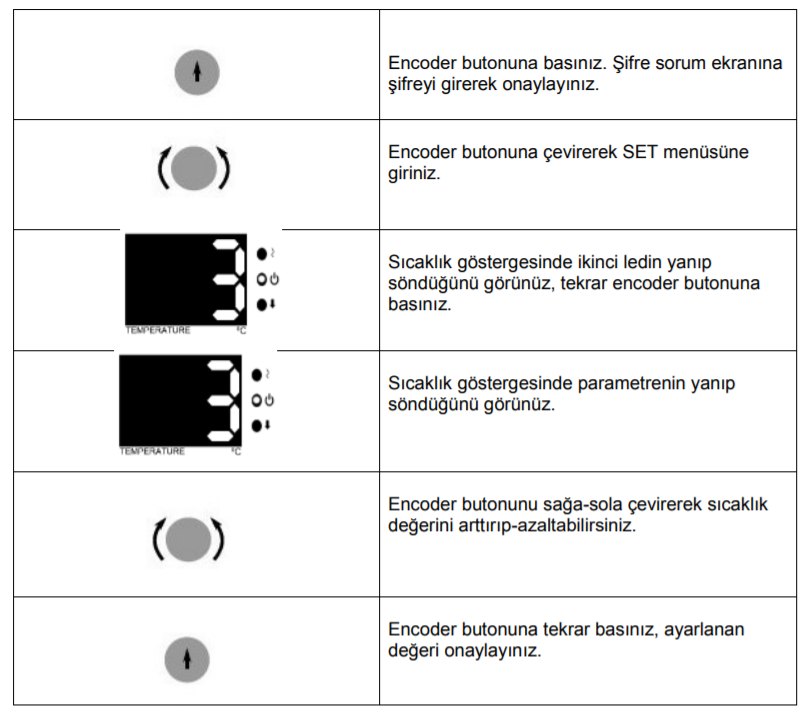 Encoder butonuna basınız. Şifre sorum ekranına
şifreyi girerek onaylayınız.
Encoder butonuna çevirerek SET menüsüne
giriniz.
3
TEMPERATURE °C
Sıcaklık göstergesinde ikinci ledin yanıp
söndüğünü görünüz, tekrar encoder butonuna
basınız.
3
TEMPERATURE °C
Sıcaklık göstergesinde parametrenin yanıp
söndüğünü görünüz.
Encoder butonunu sağa-sola çevirerek sıcaklık
değerini arttırıp-azaltabilirsiniz.
Encoder butonuna tekrar basınız, ayarlanan
değeri onaylayınız.